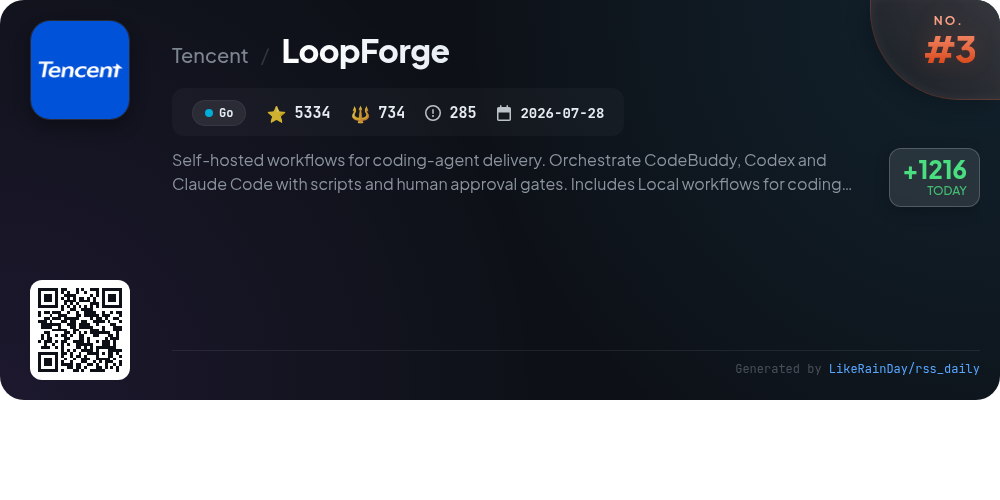 Tencent
Tencent / LoopForge
NO.
#3
Go 5334 734 285 2026-07-28
Self-hosted workflows for coding-agent delivery. Orchestrate CodeBuddy, Codex and
Claude Code with scripts and human approval gates. Includes Local workflows for coding...
+1216
TODAY
Generated by LikeRainDay/rss_daily